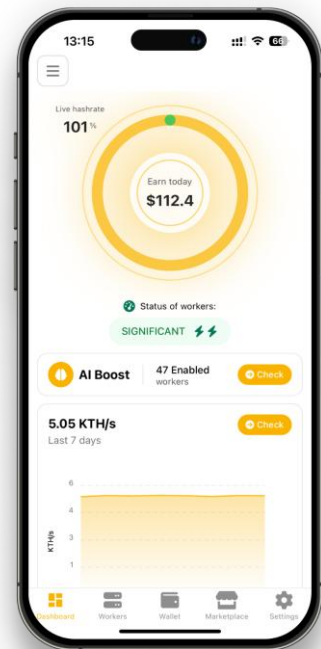 13:15
66
Live hashrate
101 %
Earn today
$112.4
Status of workers:
SIGNIFICANT
AI Boost
47 Enabled
workers
Check
5.05 KTH/s
Check
Last 7 days
6
4
3
1
KTH/s
Dashboard
Workers
Wallet
Marketplace
Settings